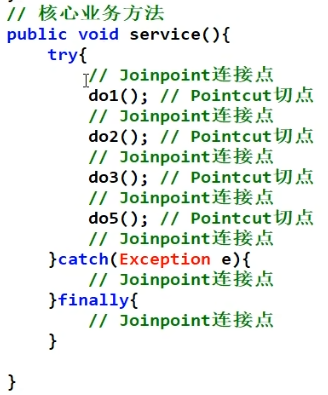 // 核心业务方法
public void service(){
try{
// Joinpoint连接点
do1(); // Pointcut切点
// Joinpoint连接点
do2(); // Pointcut切点
// Joinpoint连接点
do3(); // Pointcut切点
// Joinpoint连接点
do5(); // Pointcut切点
// Joinpoint连接点
}catch(Exception e){
// Joinpoint连接点
}finally{
// Joinpoint连接点
}
}